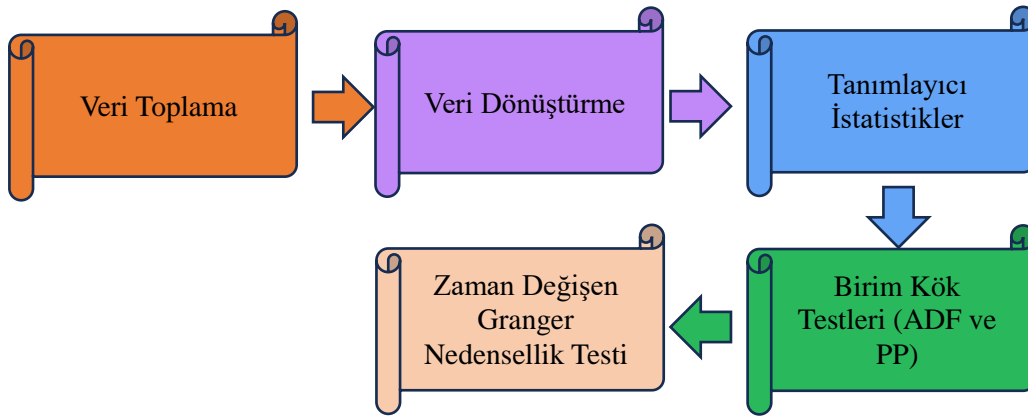 Veri Toplama
Veri Dönüştürme
Tanımlayıcı
İstatistikler
Birim Kök
Testleri (ADF ve
PP)
Zaman Değişen
Granger
Nedensellik Testi